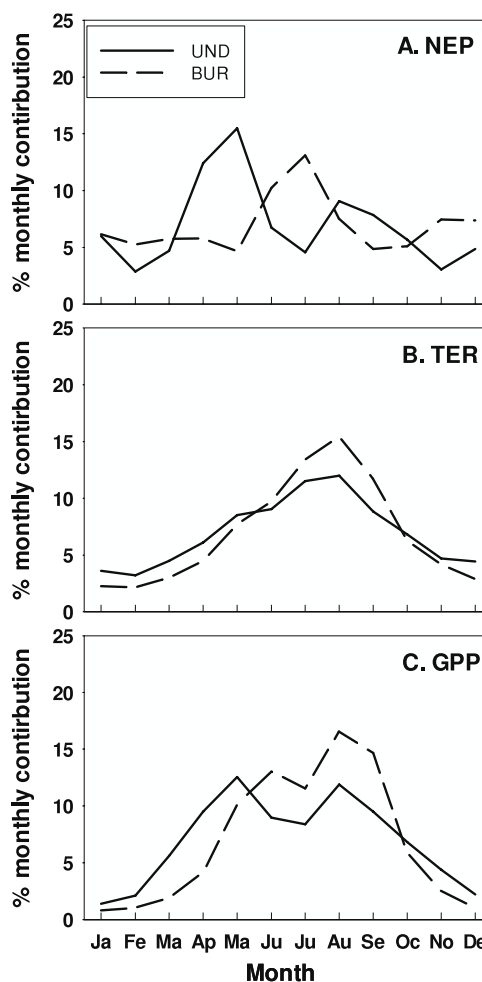 25
20
15
10
5
0
% monthly contirbution
UND
BUR
A. NEP
25
20
15
10
5
0
% monthly contribution
B. TER
25
20
15
10
5
0
% monthly contribution
C. GPP
Ja Fe Ma Ap Ma Ju Ju Au Se Oc No De
Month